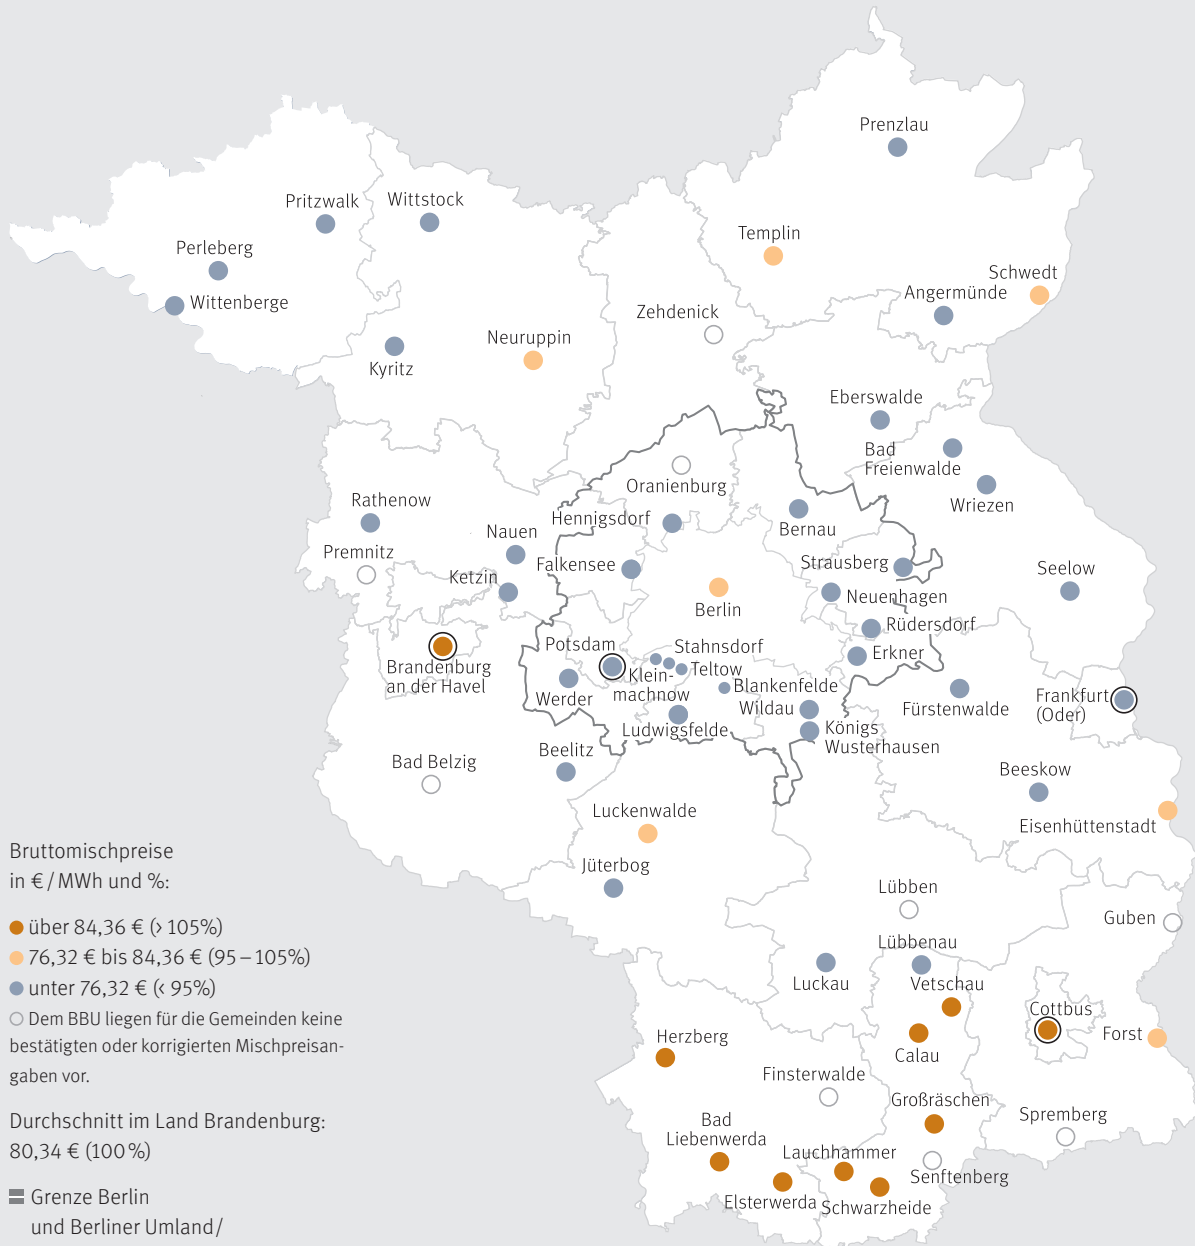 Prenzlau
Pritzwalk
Wittstock
Templin
Perleberg
Schwedt
Angermünde
Wittenberge
Zehdenick
Neuruppin
Kyritz
Eberswalde
Bad
Freienwalde
Oranienburg
Rathenow
Wriezen
Hennigsdorf
Nauen
Bernau
Premnitz
Falkensee
Strausberg
Ketzin
Seelow
Neuenhagen
Berlin
Rüdersdorf
Potsdam
Stahnsdorf
Erkner
Brandenburg
an der Havel
Klein-
machnow
Teltow
Blankenfelde
Werder
Wildau
Fürstenwalde
Frankfurt
(Oder)
Ludwigsfelde
Königs
Wusterhausen
Beelitz
Bad Belzig
Beeskow
Luckenwalde
Eisenhüttenstadt
Jüterbog
Lübben
Guben
Lübbenau
Luckau
Vetschau
Cottbus
Herzberg
Forst
Calau
Finsterwalde
Großräschen
Spremberg
Bad
Liebenwerda
Lauchhammer
Senftenberg
Elsterwerda
Schwarzheide
Bruttomischpreise
in €/MWh und %:
über 84,36 € (> 105%)
76,32 € bis 84,36 € (95–105%)
unter 76,32 € (< 95%)
Dem BBU liegen für die Gemeinden keine
bestätigten oder korrigierten Mischpreisan-
gaben vor.
Durchschnitt im Land Brandenburg:
80,34 € (100%)
Grenze Berlin
und Berliner Umland/